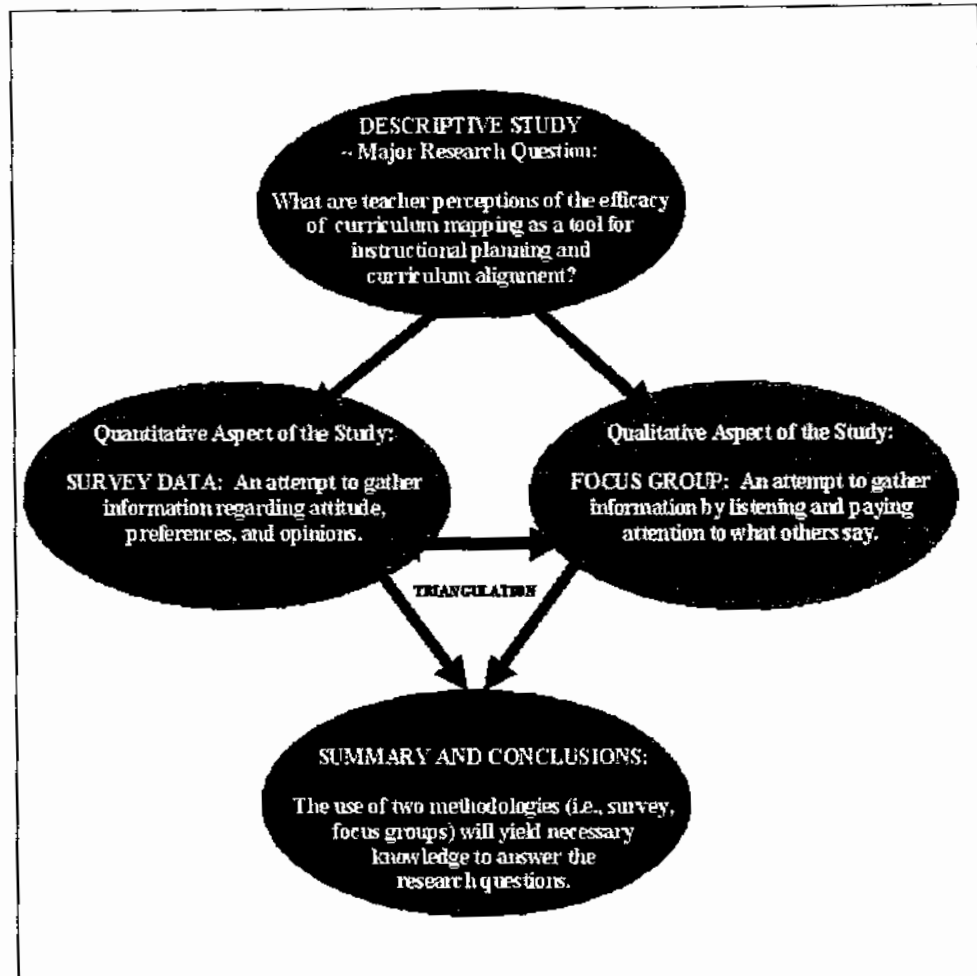 DESCRIPTIVE STUDY
-- Major Research Question:
What are teacher perceptions of the efficacy
of curriculum mapping as a tool for
instructional planning and
curriculum alignment?
Quantitative Aspect of the Study:
SURVEY DATA: An attempt to gather
information regarding attitude,
preferences, and opinions.
Qualitative Aspect of the Study:
FOCUS GROUP: An attempt to gather
information by listening and paying
attention to what others say.
TRIANGULATION
SUMMARY AND CONCLUSIONS:
The use of two methodologies (i.e., survey,
focus groups) will yield necessary
knowledge to answer the
research questions.